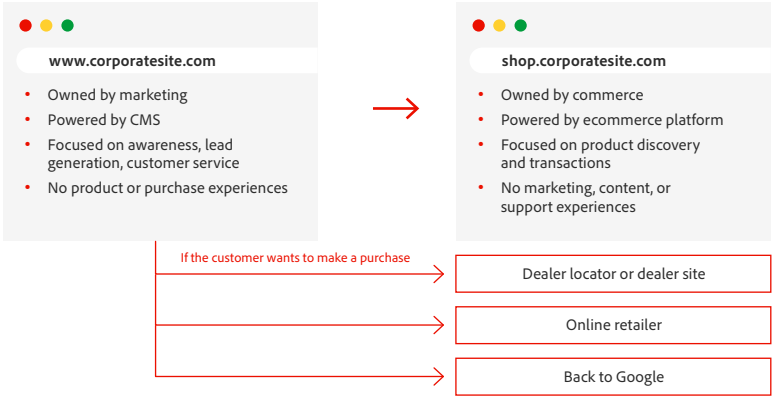 www.corporatesite.com
• Owned by marketing
• Powered by CMS
• Focused on awareness, lead
generation, customer service
• No product or purchase experiences
shop.corporatesite.com
• Owned by commerce
• Powered by ecommerce platform
• Focused on product discovery
and transactions
• No marketing, content, or
support experiences
If the customer wants to make a purchase
Dealer locator or dealer site
Online retailer
Back to Google